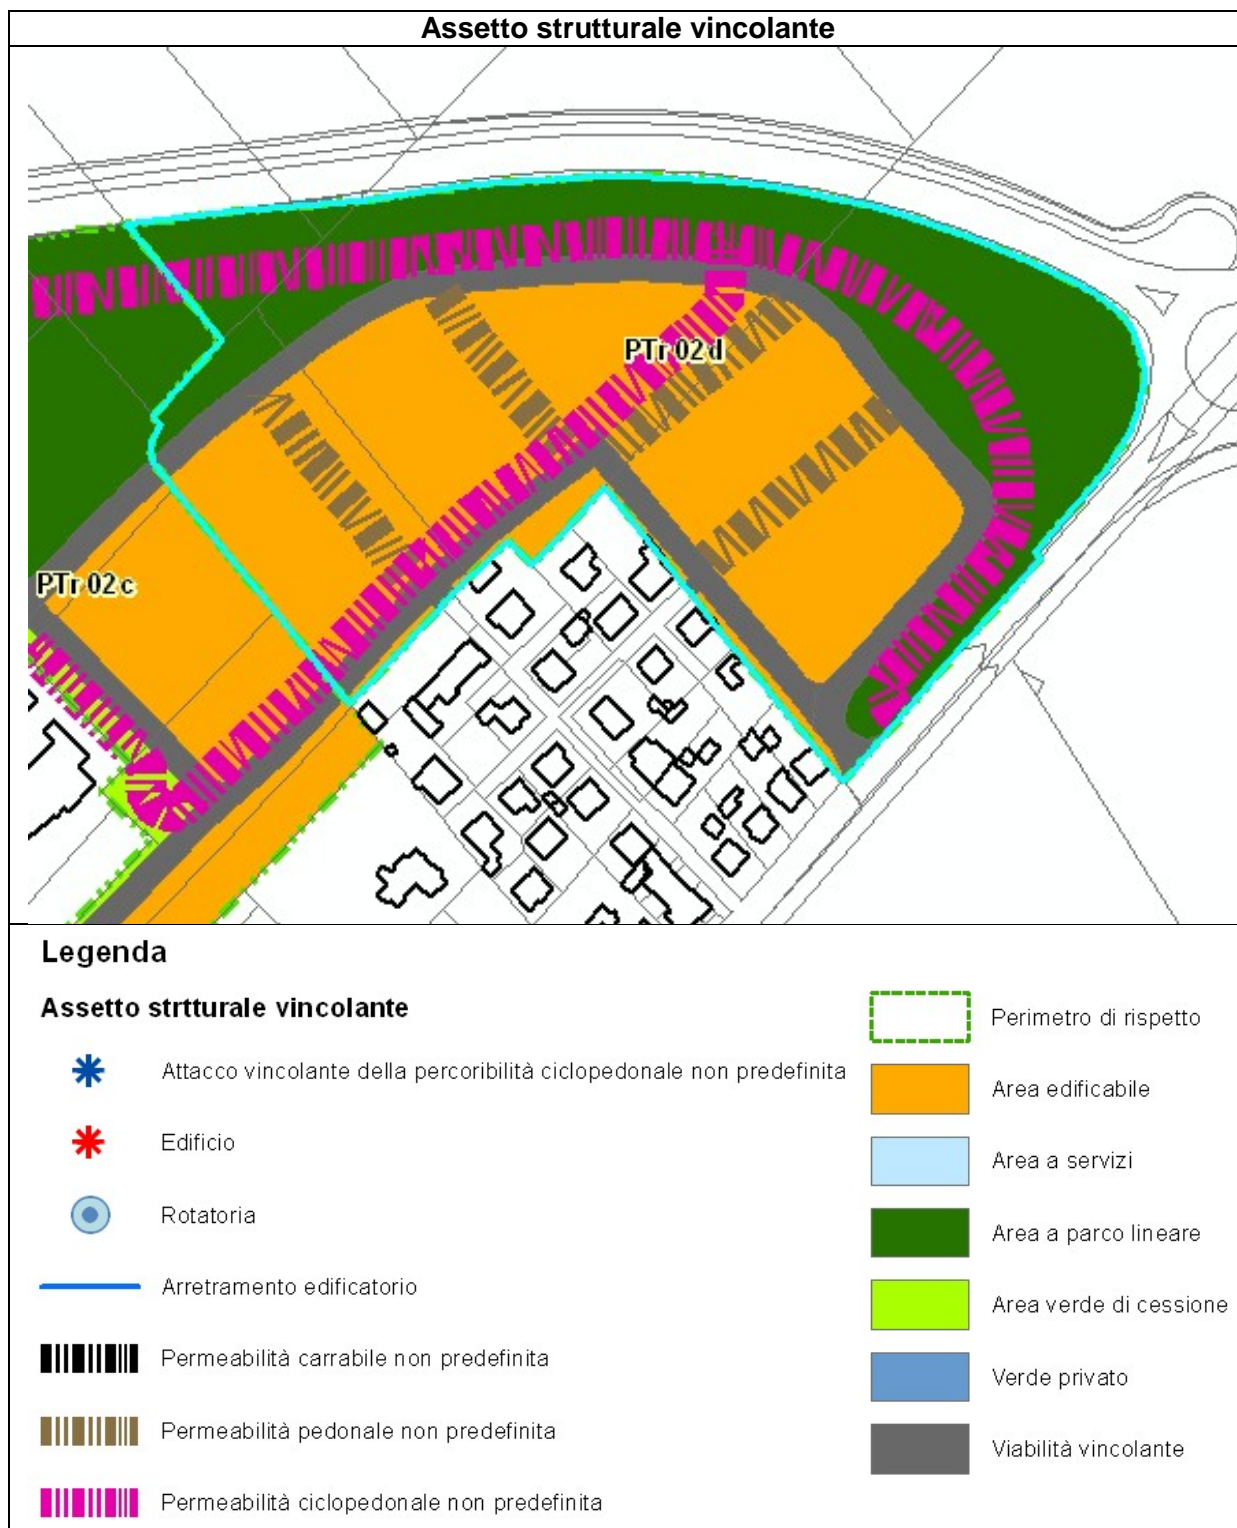 Assetto strutturale vincolante
PTr 02 d
PTr 02 c
Legenda
Assetto strtturale vincolante
Attacco vincolante della percoribilità ciclopedonale non predefinita
Edificio
Rotatoria
Arretramento edificatorio
Permeabilità carrabile non predefinita
Permeabilità pedonale non predefinita
Permeabilità ciclopedonale non predefinita
Perimetro di rispetto
Area edificabile
Area a servizi
Area a parco lineare
Area verde di cessione
Verde privato
Viabilità vincolante